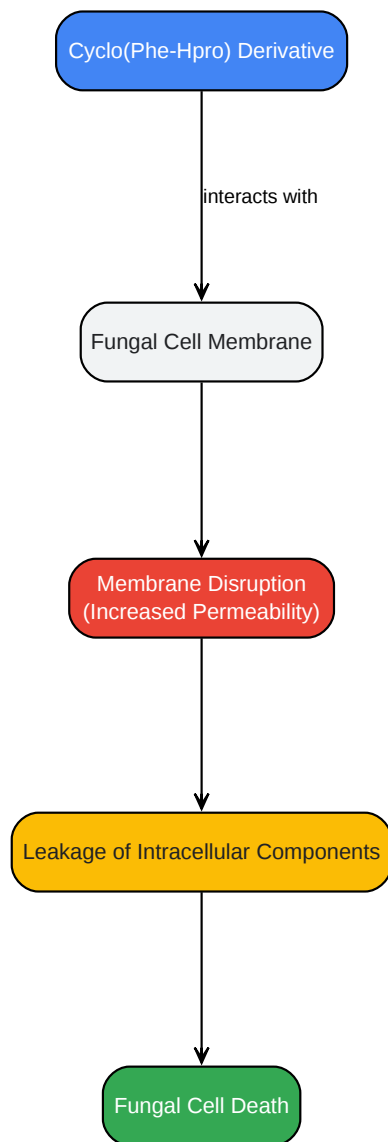 Cyclo(Phe-Hpro) Derivative
interacts with
Fungal Cell Membrane
Membrane Disruption
(Increased Permeability)
Leakage of Intracellular Components
Fungal Cell Death